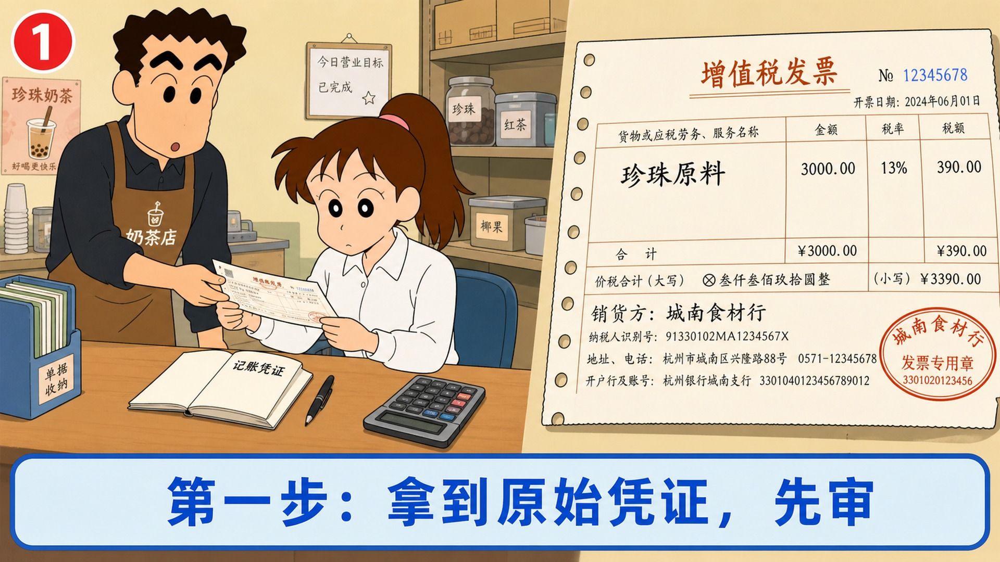 1
珍珠奶茶
好喝更快乐
今日营业目标
已完成
珍珠
红茶
椰果
奶茶店
单据
收纳
记账凭证
增值税发票
№ 12345678
开票日期：2024年06月01日
货物或应税劳务、服务名称 金额 税率 税额
珍珠原料 3000.00 13% 390.00
合 计 ¥3000.00 ¥390.00
价税合计（大写） ⊗叁仟叁佰玖拾圆整 （小写）¥3390.00
销货方：城南食材行
纳税人识别号：91330102MA1234567X
地址、电话：杭州市城南区兴隆路88号 0571-12345678
开户行及账号：杭州银行城南支行 3301040123456789012
城南食材行
发票专用章
3301020123456
第一步：拿到原始凭证，先审